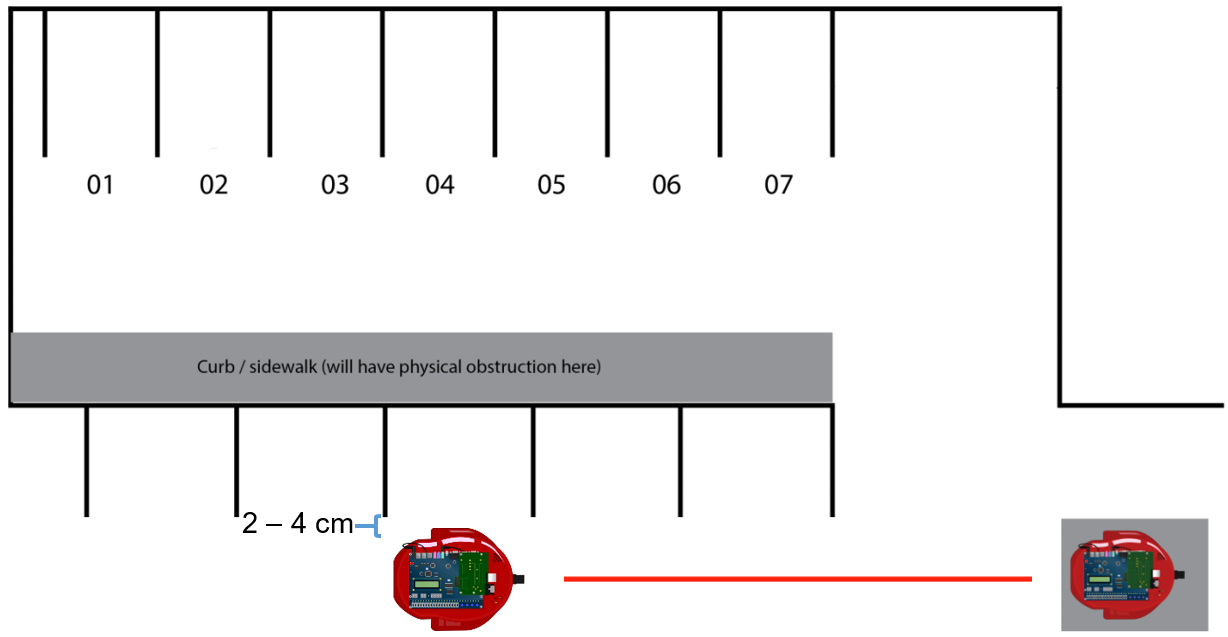 01 02 03 04 05 06 07
Curb / sidewalk (will have physical obstruction here)
2 – 4 cm